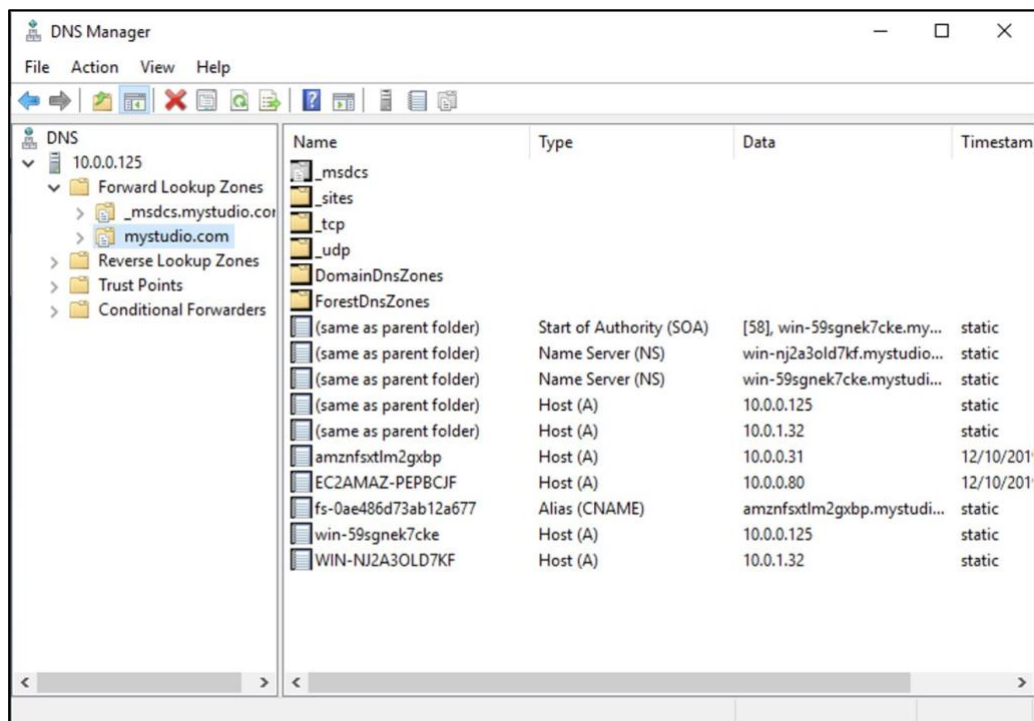 DNS Manager
File Action View Help
DNS
10.0.0.125
Forward Lookup Zones
_msdcs.mystudio.cor
mystudio.com
Reverse Lookup Zones
Trust Points
Conditional Forwarders
Name Type Data Timestam
_msdcs
_sites
_tcp
_udp
DomainDnsZones
ForestDnsZones
(same as parent folder) Start of Authority (SOA) [58], win-59sgnek7cke.my... static
(same as parent folder) Name Server (NS) win-nj2a3old7kf.mystudio... static
(same as parent folder) Name Server (NS) win-59sgnek7cke.mystudi... static
(same as parent folder) Host (A) 10.0.0.125 static
(same as parent folder) Host (A) 10.0.1.32 static
amznfsxtlm2gxbp Host (A) 10.0.0.31 12/10/201
EC2AMAZ-PEPBCJF Host (A) 10.0.0.80 12/10/201
fs-0ae486d73ab12a677 Alias (CNAME) amznfsxtlm2gxbp.mystudi... static
win-59sgnek7cke Host (A) 10.0.0.125 static
WIN-NJ2A3OLD7KF Host (A) 10.0.1.32 static